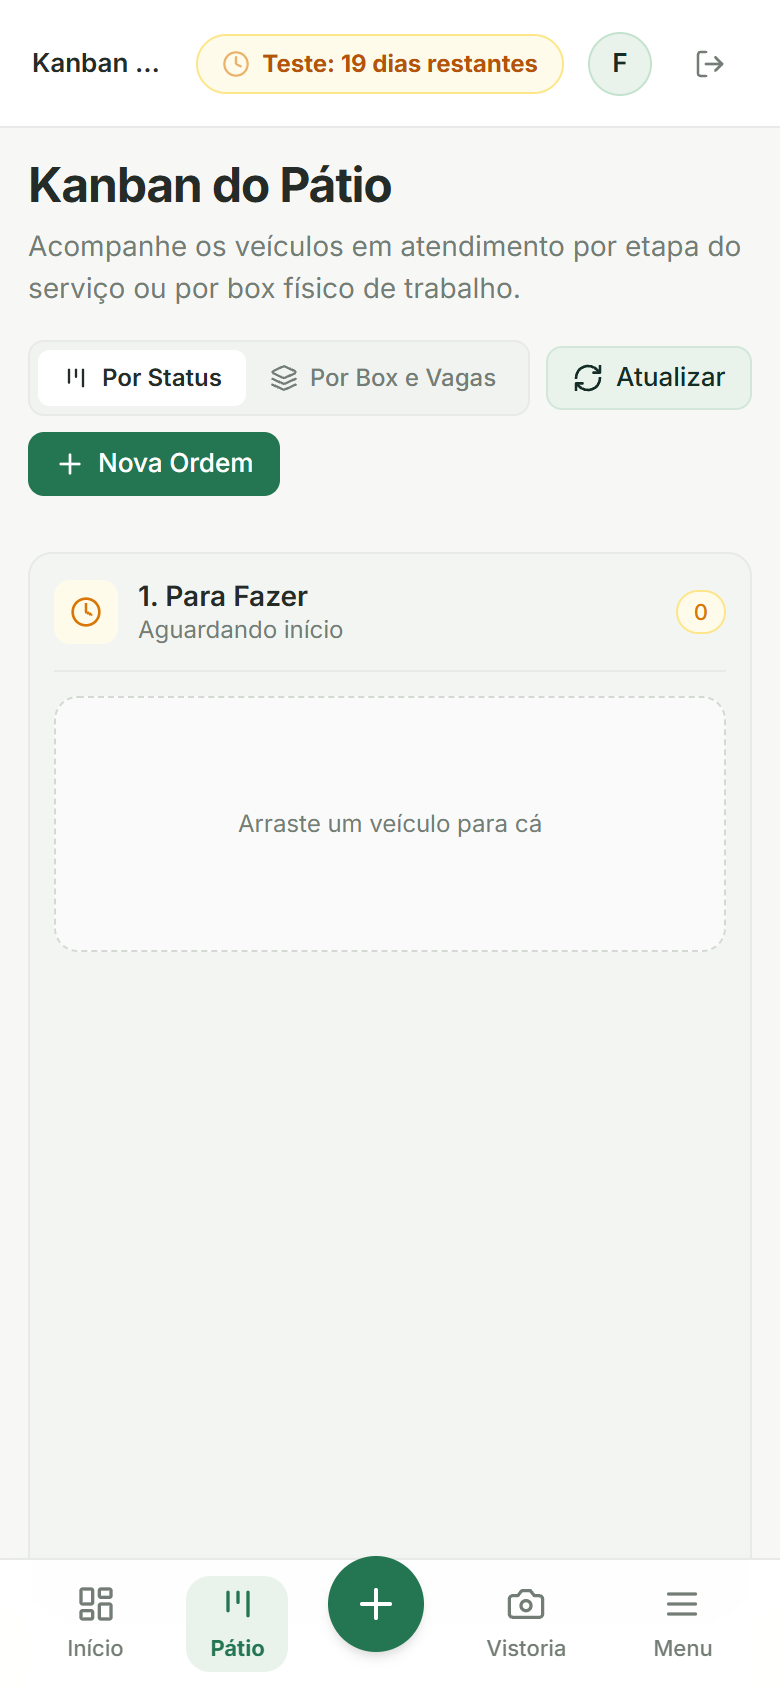 Kanban ...
Teste: 19 dias restantes
F
Kanban do Pátio
Acompanhe os veículos em atendimento por etapa do
serviço ou por box físico de trabalho.
Por Status
Por Box e Vagas
Atualizar
Nova Ordem
1. Para Fazer
Aguardando início
0
Arraste um veículo para cá
Início
Pátio
Vistoria
Menu